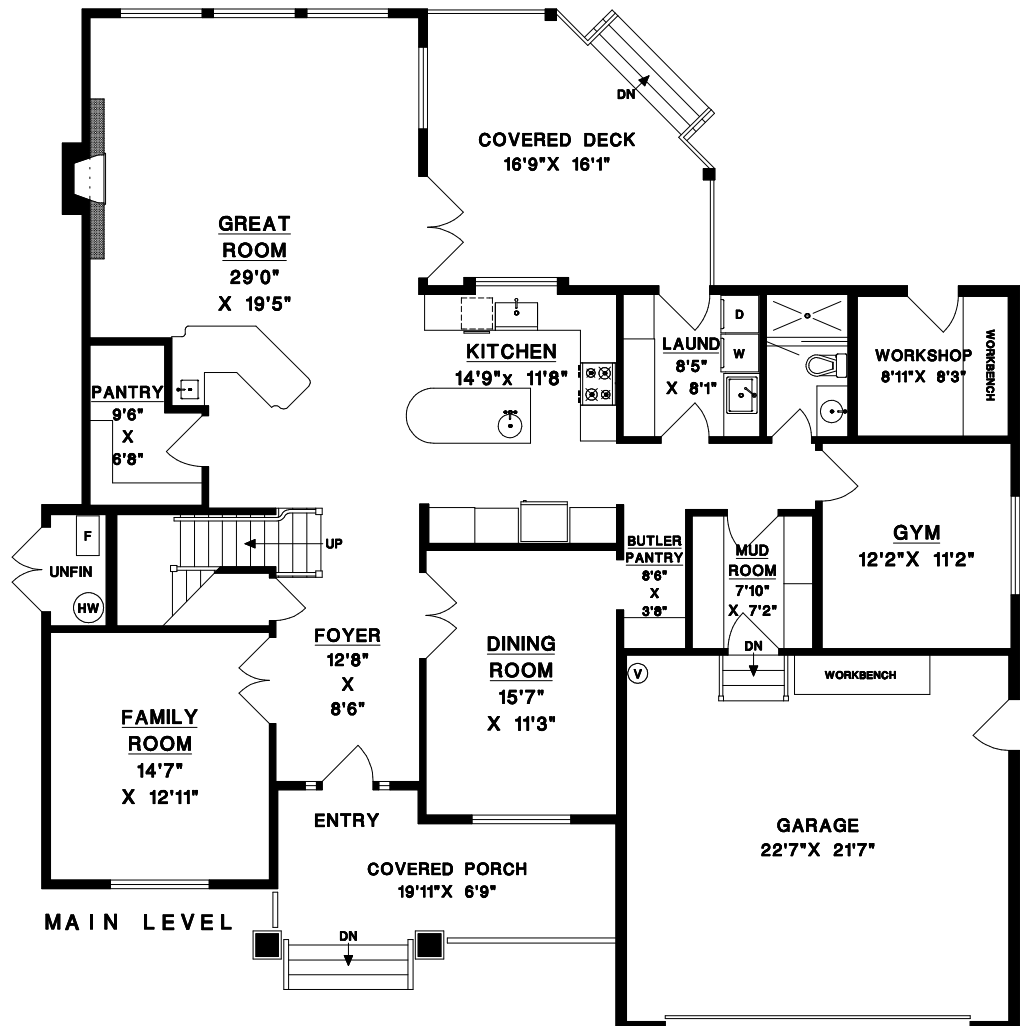 DN
COVERED DECK
16'9"X 16'1"
GREAT
ROOM
29'0"
X 19'5"
KITCHEN
14'9"x 11'8"
LAUND
8'5"
X 8'1"
D
W
WORKSHOP
8'11"X 8'3"
WORKBENCH
PANTRY
9'6"
X
6'8"
F
UNFIN
HW
UP
BUTLER
PANTRY
8'6"
X
3'8"
MUD
ROOM
7'10"
X 7'2"
DN
GYM
12'2"X 11'2"
FOYER
12'8"
X
8'6"
DINING
ROOM
15'7"
X 11'3"
V
WORKBENCH
FAMILY
ROOM
14'7"
X 12'11"
ENTRY
GARAGE
22'7"X 21'7"
COVERED PORCH
19'11"X 6'9"
DN
MAIN LEVEL